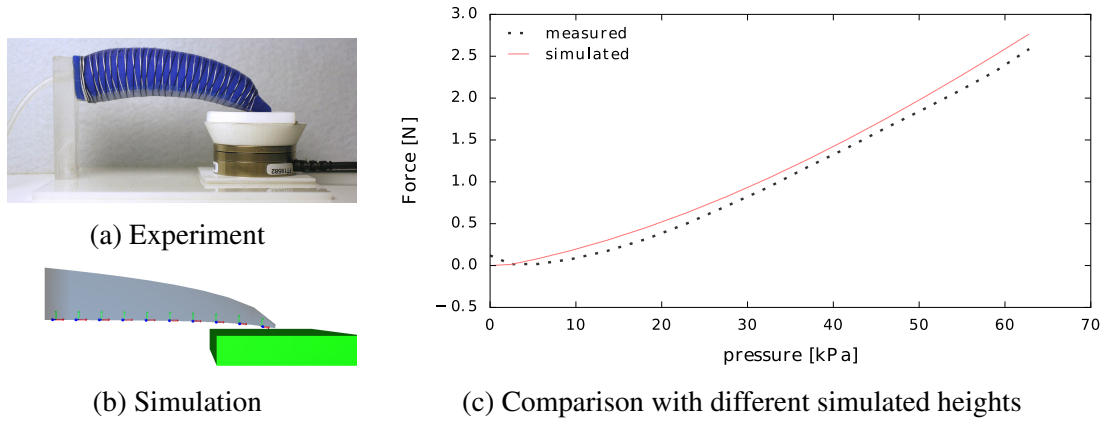 (a) Experiment
(b) Simulation
3.0
2.5
2.0
1.5
1.0
0.5
0.0
−0.5
Force [N]
measured
simulated
0 10 20 30 40 50 60 70
pressure [kPa]
(c) Comparison with different simulated heights